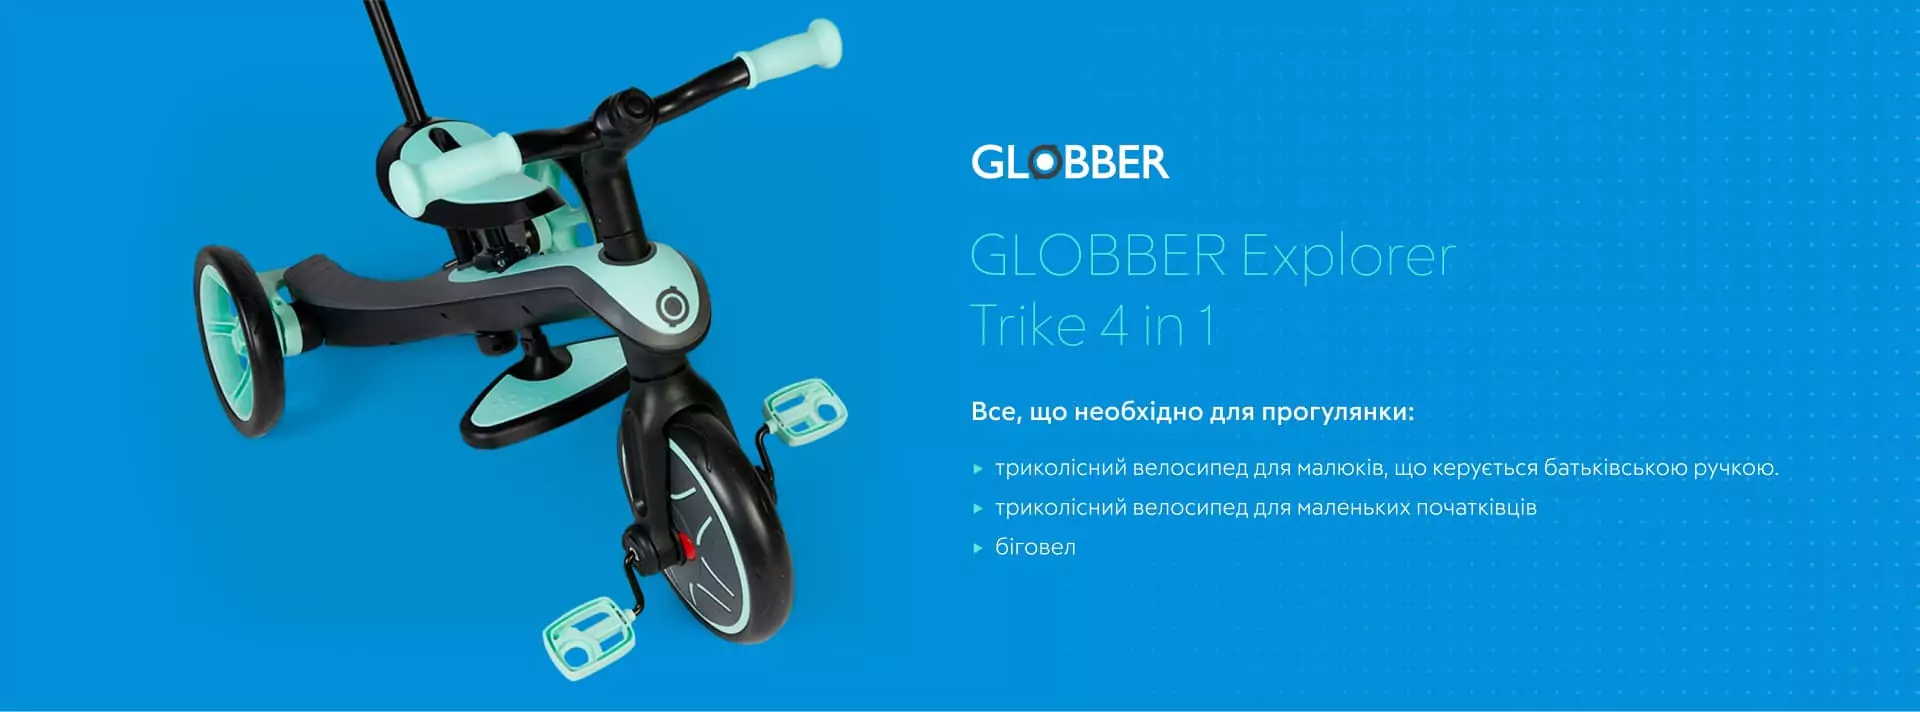 GLOBBER
GLOBBER Explorer
Trike 4 in 1
Все, що необхідно для прогулянки:
триколісний велосипед для малюків, що керується батьківською ручкою.
триколісний велосипед для маленьких початківців
біговел